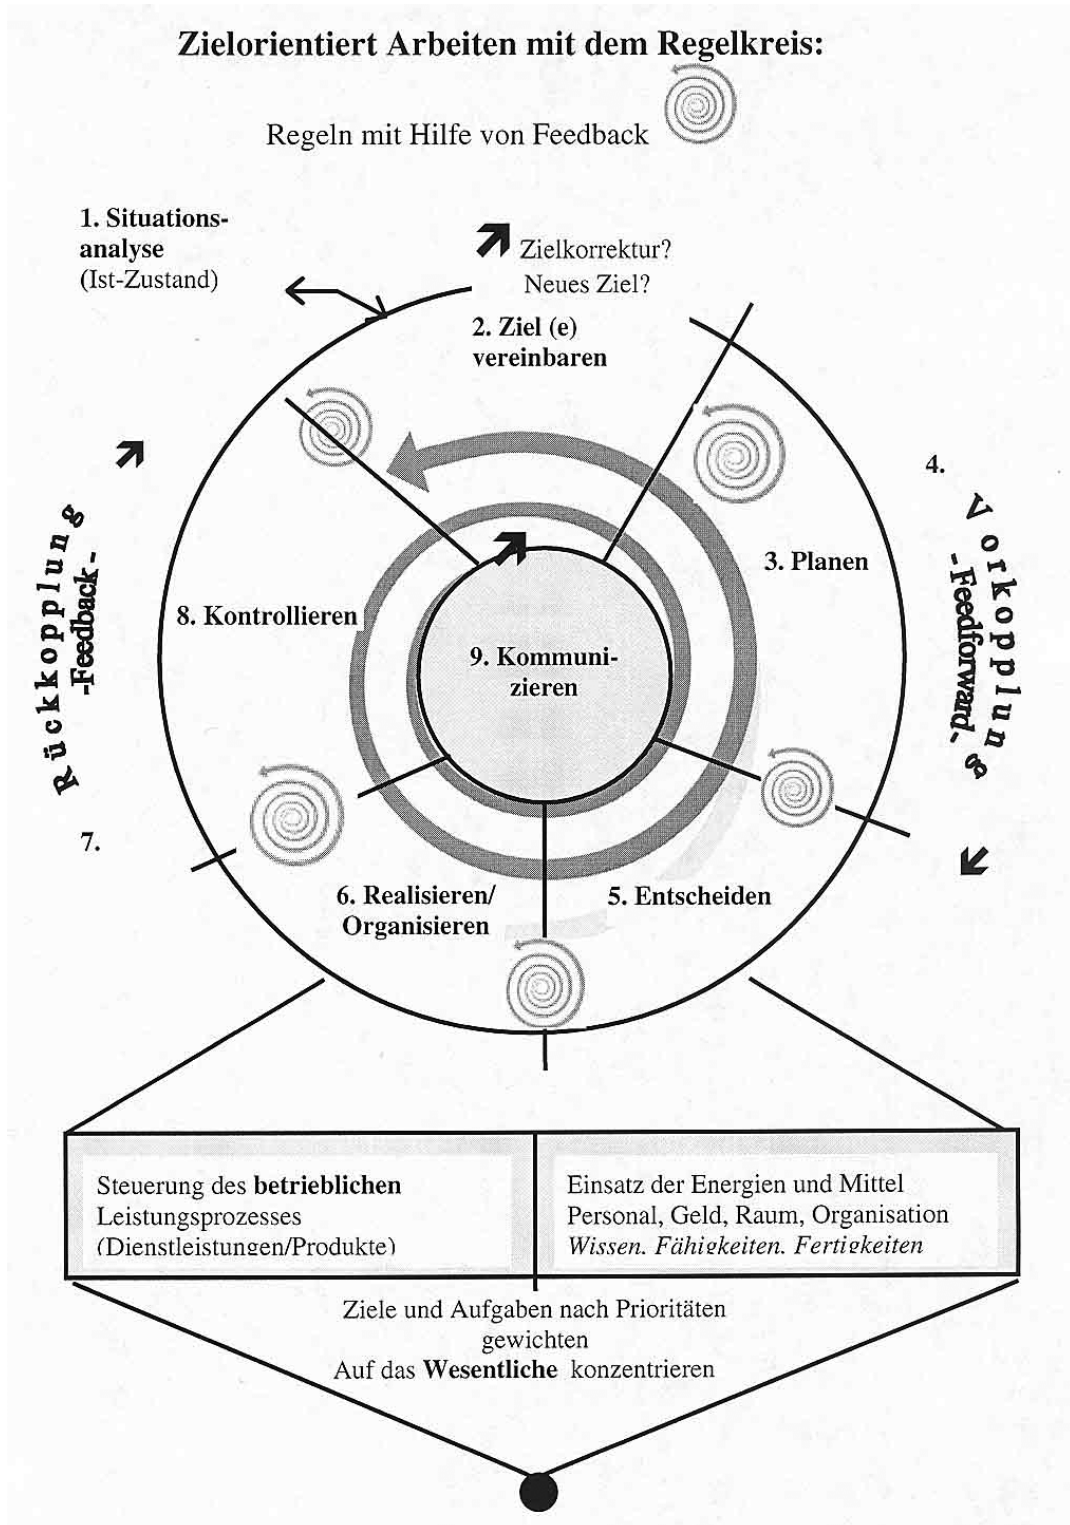 Zielorientiert Arbeiten mit dem Regelkreis:
Regeln mit Hilfe von Feedback
1. Situations-
analyse
(Ist-Zustand)
Zielkorrektur?
Neues Ziel?
2. Ziel (e)
vereinbaren
4.
Vorkopplung
-Feedforward-
3. Planen
Rückkopplung
-Feedback-
8. Kontrollieren
9. Kommuni-
zieren
7.
6. Realisieren/
Organisieren
5. Entscheiden
Steuerung des betrieblichen
Leistungsprozesses
(Dienstleistungen/Produkte)
Einsatz der Energien und Mittel
Personal, Geld, Raum, Organisation
Wissen. Fähigkeiten. Fertigkeiten
Ziele und Aufgaben nach Prioritäten
gewichten
Auf das Wesentliche konzentrieren